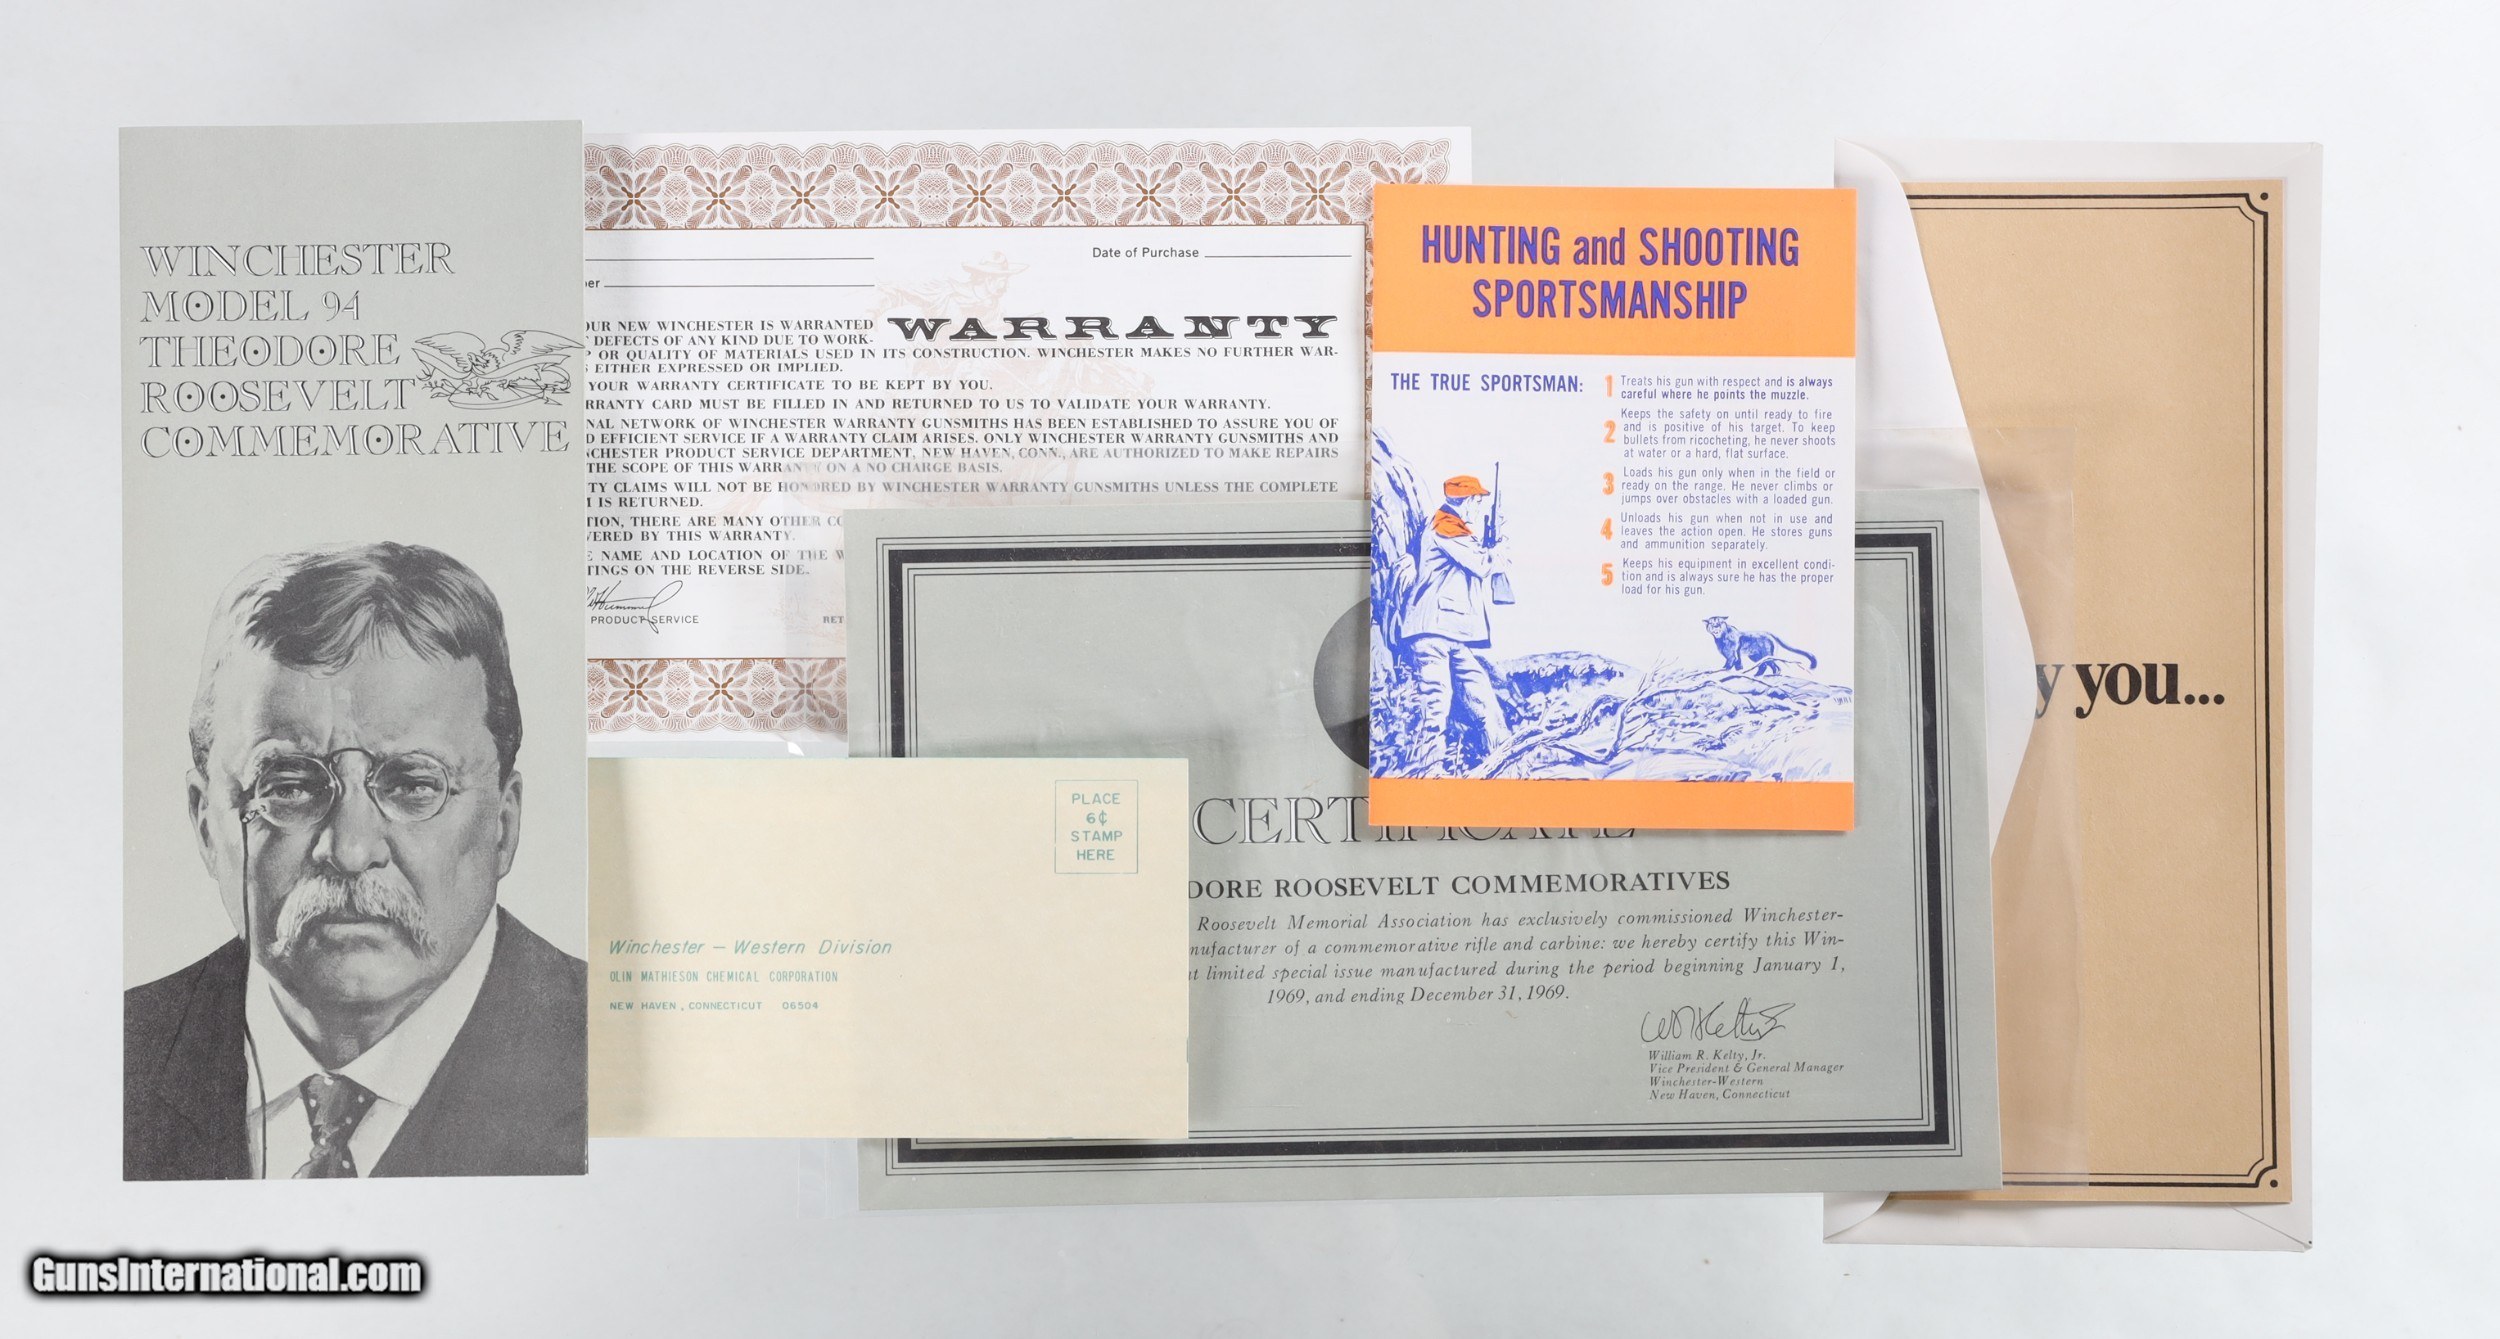 WINCHESTER
MODEL 94
THEODORE
ROOSEVELT
COMMEMORATIVE
Date of Purchase
WARRANTY
OUR NEW WINCHESTER IS WARRANTED
DEFECTS OF ANY KIND DUE TO WORK-
OR QUALITY OF MATERIALS USED IN ITS CONSTRUCTION. WINCHESTER MAKES NO FURTHER WAR-
EITHER EXPRESSED OR IMPLIED.
YOUR WARRANTY CERTIFICATE TO BE KEPT BY YOU.
RRANTY CARD MUST BE FILLED IN AND RETURNED TO US TO VALIDATE YOUR WARRANTY.
NAL NETWORK OF WINCHESTER WARRANTY GUNSMITHS HAS BEEN ESTABLISHED TO ASSURE YOU OF
EFFICIENT SERVICE IF A WARRANTY CLAIM ARISES. ONLY WINCHESTER WARRANTY GUNSMITHS AND
CHESTER PRODUCT SERVICE DEPARTMENT, NEW HAVEN, CONN., ARE AUTHORIZED TO MAKE REPAIRS
THE SCOPE OF THIS WARRANTY ON A NO CHARGE BASIS.
TY CLAIMS WILL NOT BE HONORED BY WINCHESTER WARRANTY GUNSMITHS UNLESS THE COMPLETE
IS RETURNED.
TION, THERE ARE MANY OTHER CO
VERED BY THIS WARRANTY.
NAME AND LOCATION OF THE W
TINGS ON THE REVERSE SIDE.
PRODUCT SERVICE
RET
HUNTING and SHOOTING
SPORTSMANSHIP
THE TRUE SPORTSMAN:
1 Treats his gun with respect and is always
careful where he points the muzzle.
2 Keeps the safety on until ready to fire
and is positive of his target. To keep
bullets from ricocheting, he never shoots
at water or a hard, flat surface.
3 Loads his gun only when in the field or
ready on the range. He never climbs or
jumps over obstacles with a loaded gun.
4 Unloads his gun when not in use and
leaves the action open. He stores guns
and ammunition separately.
5 Keeps his equipment in excellent condi-
tion and is always sure he has the proper
load for his gun.
y you...
PLACE
6¢
STAMP
HERE
Winchester – Western Division
OLIN MATHIESON CHEMICAL CORPORATION
NEW HAVEN, CONNECTICUT 06504
CERTIFICATE
DORE ROOSEVELT COMMEMORATIVES
Roosevelt Memorial Association has exclusively commissioned Winchester-
nufacturer of a commemorative rifle and carbine: we hereby certify this Win-
limited special issue manufactured during the period beginning January 1,
1969, and ending December 31, 1969.
William R. Kelty, Jr.
Vice President & General Manager
Winchester-Western
New Haven, Connecticut
GunsInternational.com